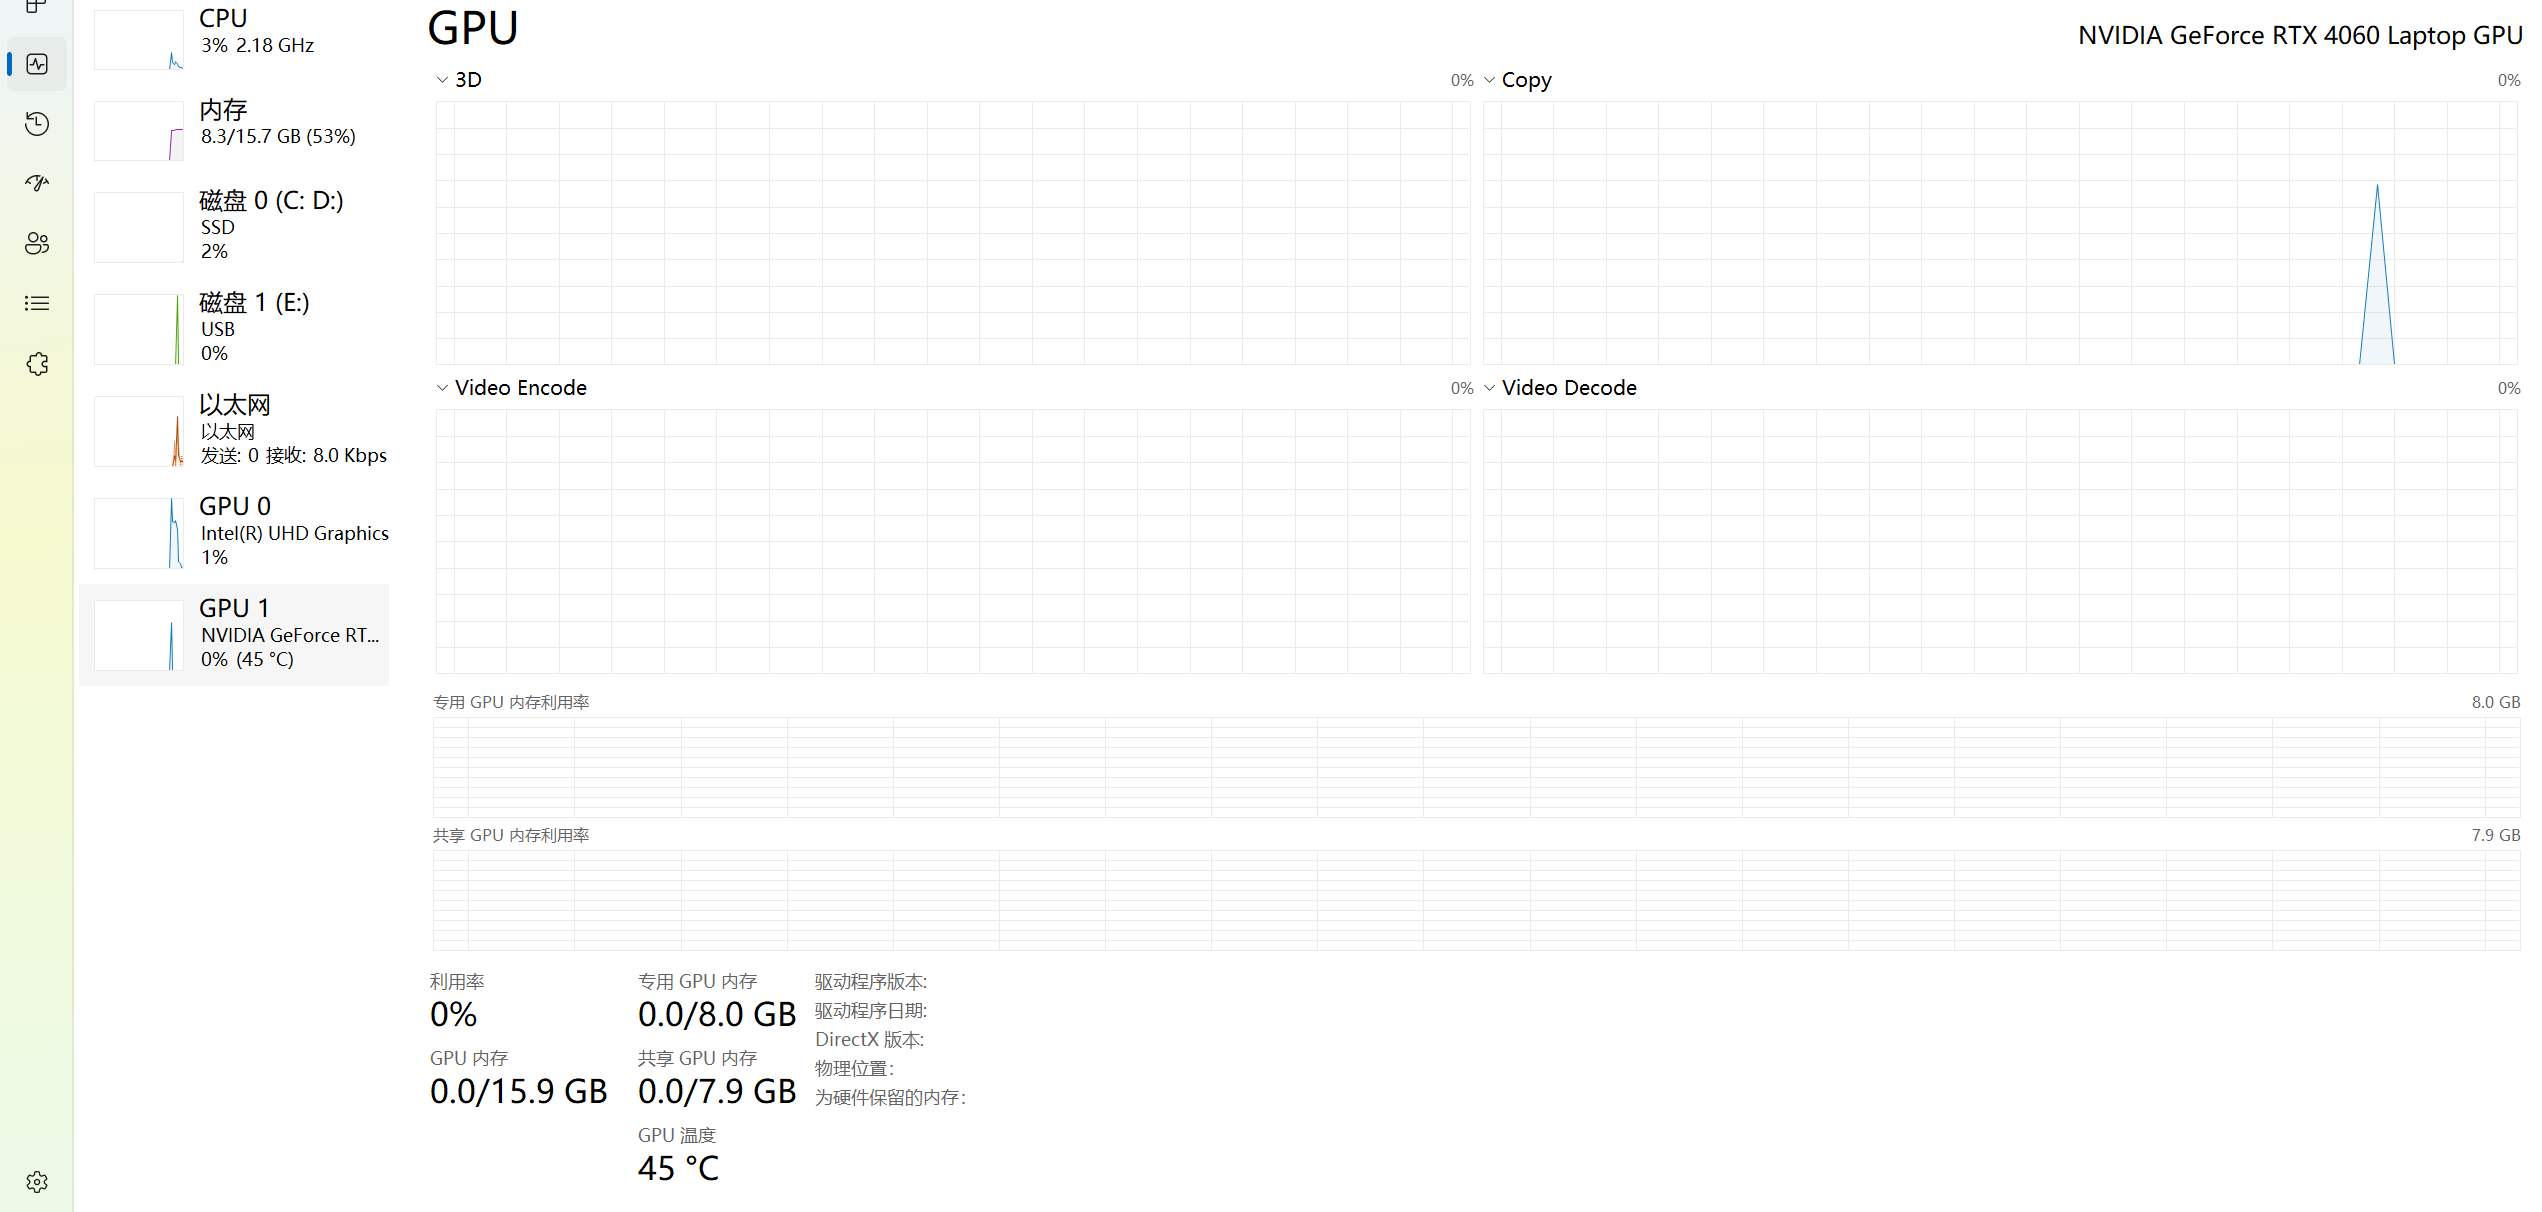 CPU
3% 2.18 GHz
内存
8.3/15.7 GB (53%)
磁盘 0 (C: D:)
SSD
2%
磁盘 1 (E:)
USB
0%
以太网
以太网
发送: 0 接收: 8.0 Kbps
GPU 0
Intel(R) UHD Graphics
1%
GPU 1
NVIDIA GeForce RT...
0% (45 °C)
GPU
NVIDIA GeForce RTX 4060 Laptop GPU
3D 0%
Copy 0%
Video Encode 0%
Video Decode 0%
专用 GPU 内存利用率 8.0 GB
共享 GPU 内存利用率 7.9 GB
利用率
0%
GPU 内存
0.0/15.9 GB
专用 GPU 内存
0.0/8.0 GB
共享 GPU 内存
0.0/7.9 GB
GPU 温度
45 °C
驱动程序版本:
驱动程序日期:
DirectX 版本:
物理位置:
为硬件保留的内存: